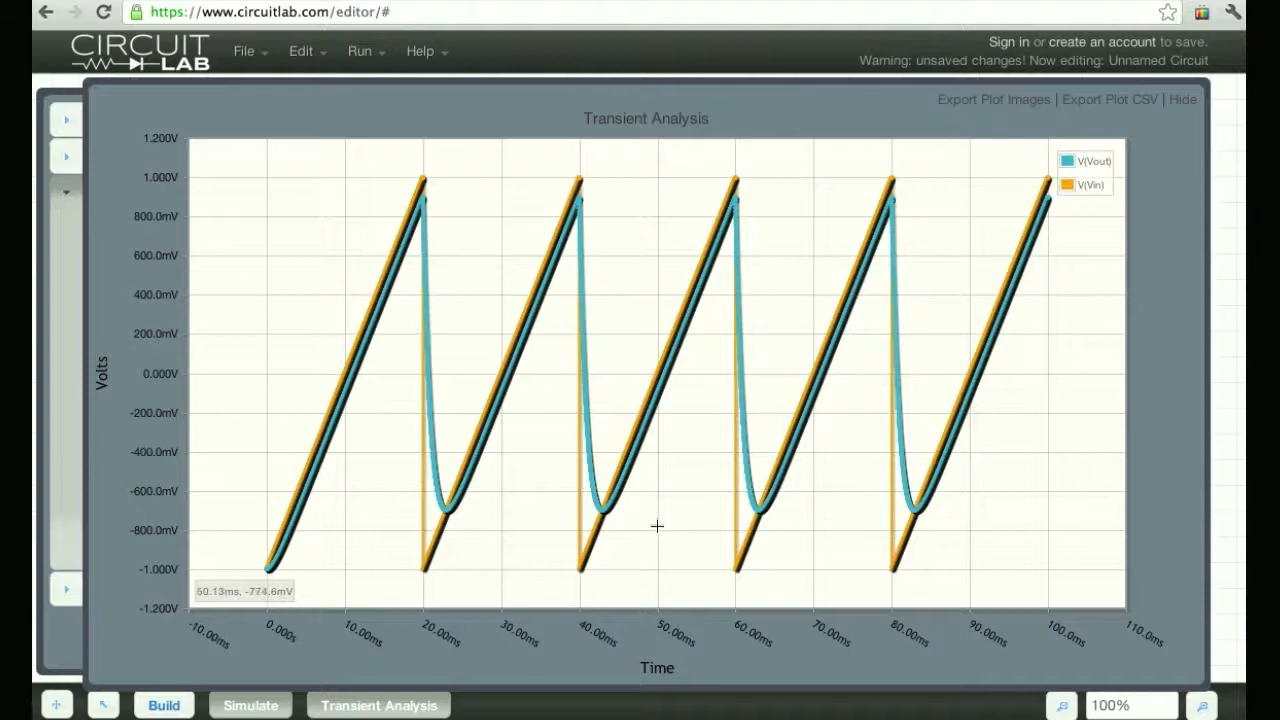 https://www.circuitlab.com/editor/#
CIRCUIT
LAB
File Edit Run Help
Sign in or create an account to save.
Warning: unsaved changes! Now editing: Unnamed Circuit
Export Plot Images | Export Plot CSV | Hide
Transient Analysis
1.200V
1.000V
800.0mV
600.0mV
400.0mV
200.0mV
0.000V
-200.0mV
-400.0mV
-600.0mV
-800.0mV
-1.000V
-1.200V
Volts
V(Vout)
V(Vin)
50.13ms, -774.6mV
-10.00ms 0.000s 10.00ms 20.00ms 30.00ms 40.00ms 50.00ms 60.00ms 70.00ms 80.00ms 90.00ms 100.0ms 110.0ms
Time
Build Simulate Transient Analysis 100%